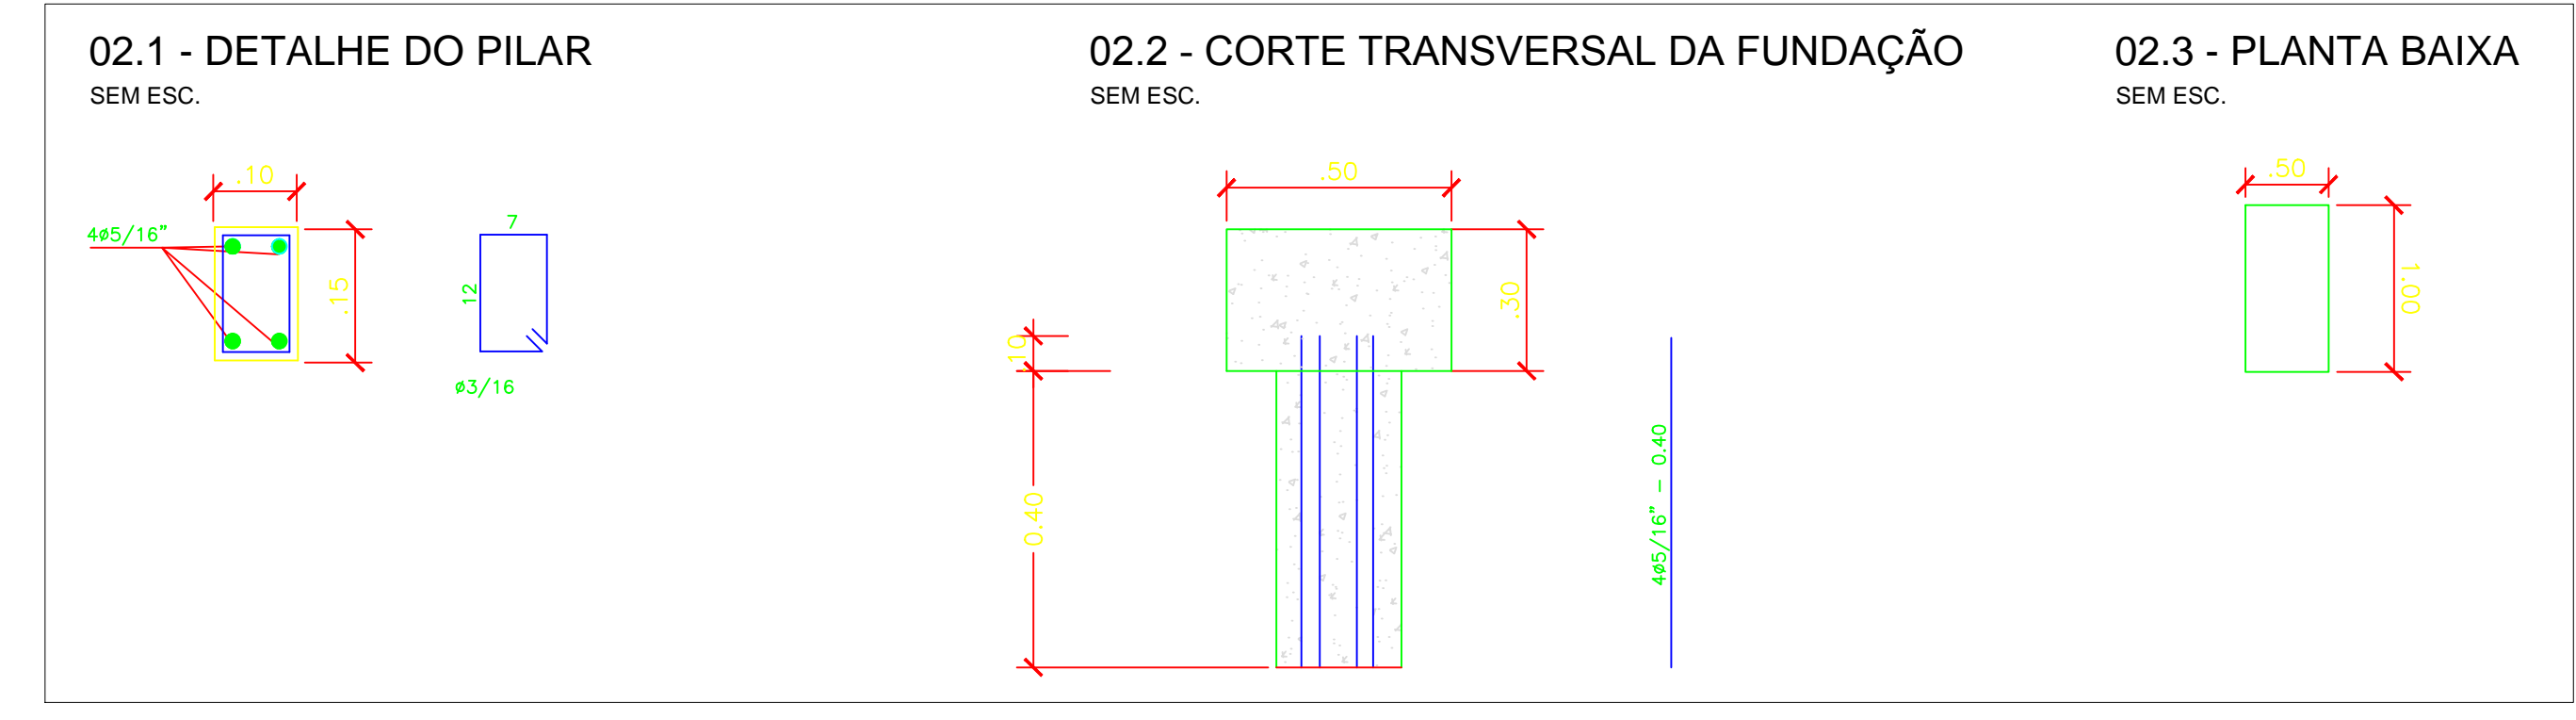 02.1 - DETALHE DO PILAR
SEM ESC.
.10
4ø5/16"
.15
7
12
ø3/16
02.2 - CORTE TRANSVERSAL DA FUNDAÇÃO
SEM ESC.
.50
.30
.10
0.40
4ø5/16" - 0.40
02.3 - PLANTA BAIXA
SEM ESC.
.50
1.00